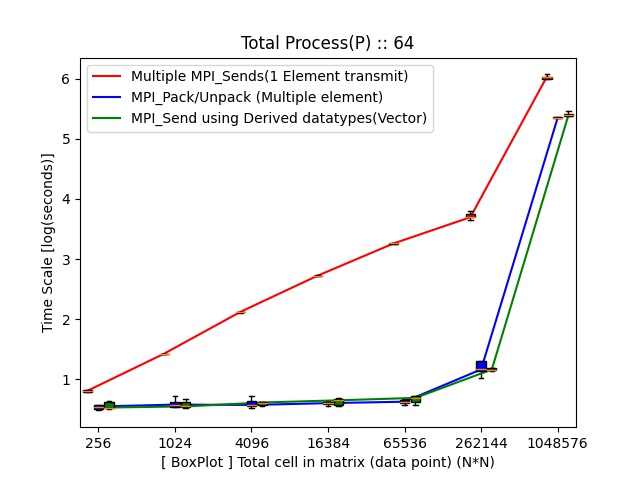 Total Process(P) :: 64
Multiple MPI_Sends(1 Element transmit)
MPI_Pack/Unpack (Multiple element)
MPI_Send using Derived datatypes(Vector)
Time Scale [log(seconds)]
6
5
4
3
2
1
256 1024 4096 16384 65536 262144 1048576
[ BoxPlot ] Total cell in matrix (data point) (N*N)